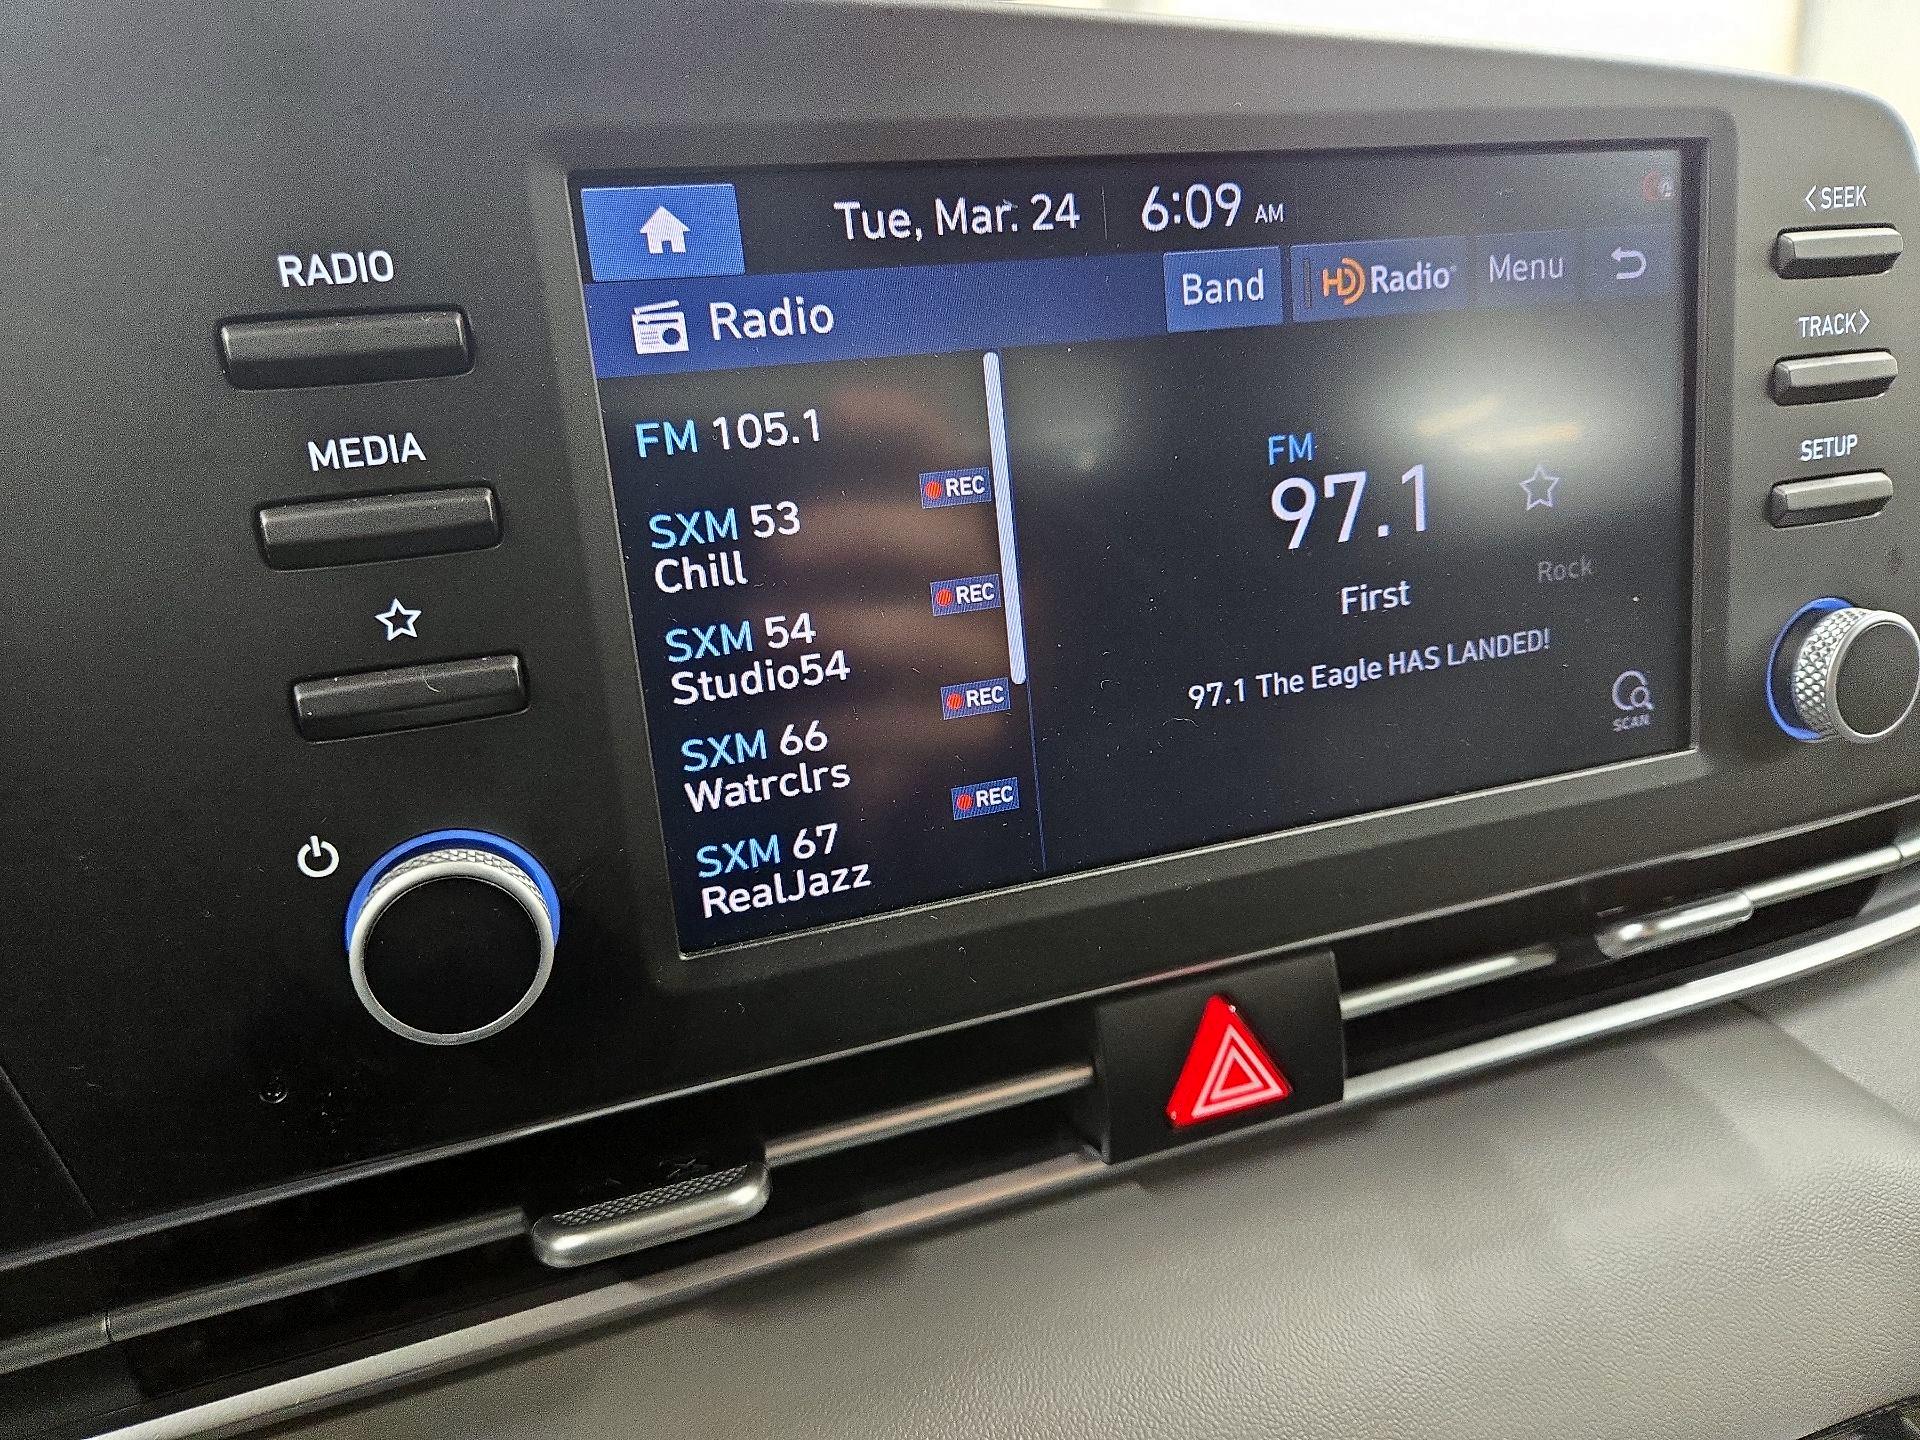 Tue, Mar. 24 6:09 AM
Radio Band HD Radio Menu
FM 105.1
REC
SXM 53
Chill
REC
SXM 54
Studio54
REC
SXM 66
Watrclrs
REC
SXM 67
RealJazz
FM
97.1
Rock
First
97.1 The Eagle HAS LANDED!
SCAN
RADIO
MEDIA
<SEEK
TRACK>
SETUP